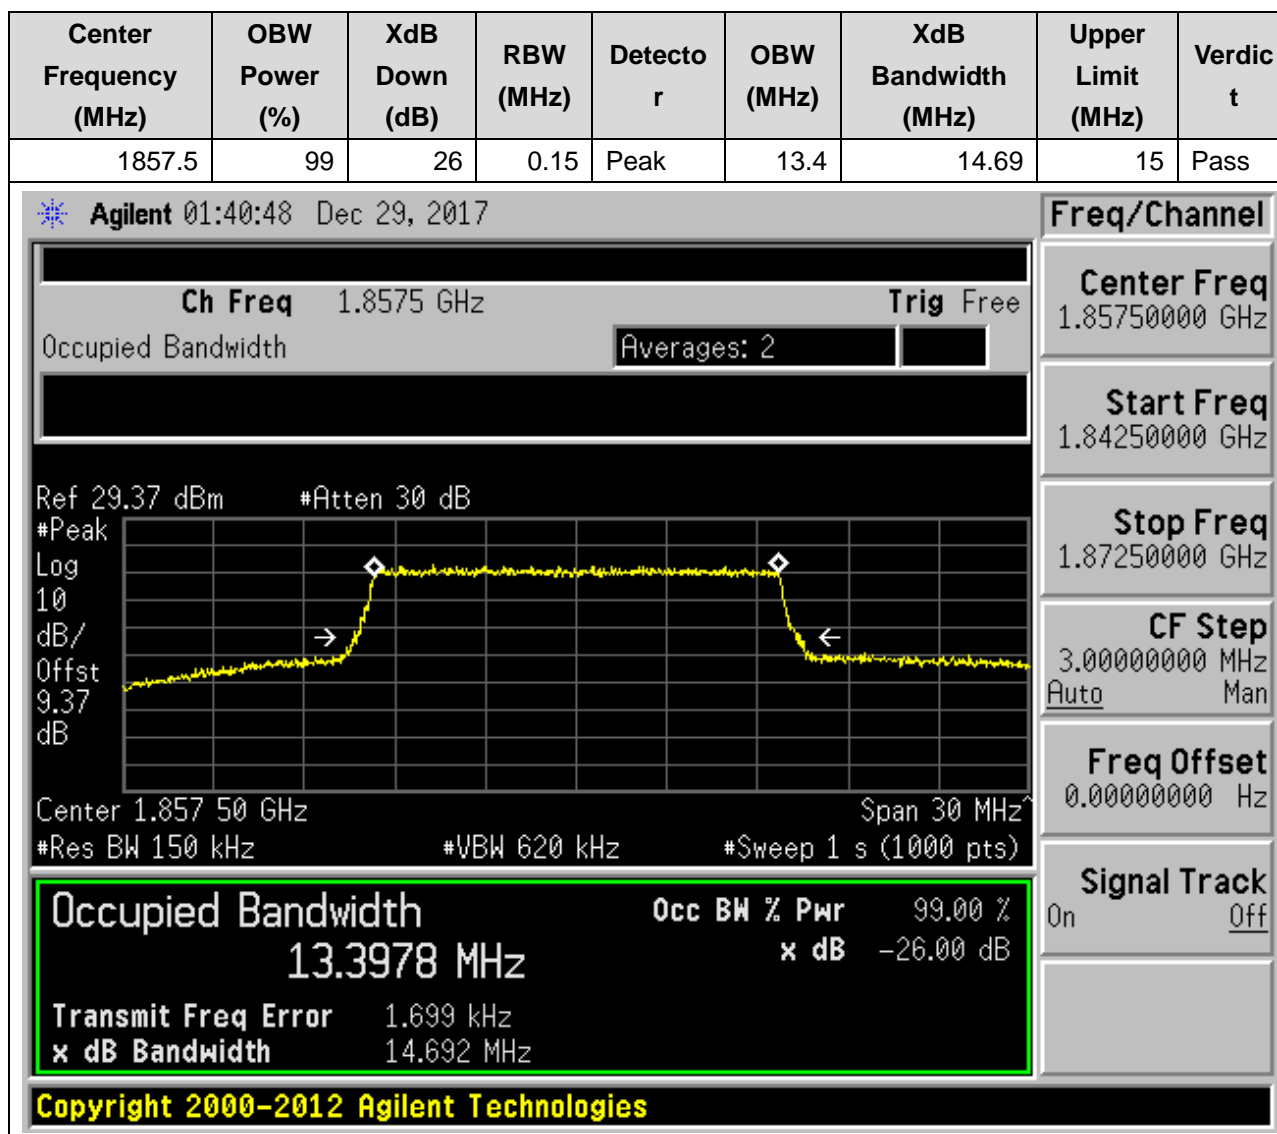 Center Frequency (MHz) OBW Power (%) XdB Down (dB) RBW (MHz) Detecto r OBW (MHz) XdB Bandwidth (MHz) Upper Limit (MHz) Verdic t
1857.5 99 26 0.15 Peak 13.4 14.69 15 Pass
Agilent 01:40:48 Dec 29, 2017
Freq/Channel
Ch Freq 1.8575 GHz Trig Free
Occupied Bandwidth Averages: 2
Center Freq
1.85750000 GHz
Start Freq
1.84250000 GHz
Stop Freq
1.87250000 GHz
CF Step
3.00000000 MHz
Auto Man
Freq Offset
0.00000000 Hz
Signal Track
On Off
Ref 29.37 dBm #Atten 30 dB
#Peak
Log
10
dB/
Offst
9.37
dB
Center 1.857 50 GHz Span 30 MHz^
#Res BW 150 kHz #VBW 620 kHz #Sweep 1 s (1000 pts)
Occupied Bandwidth Occ BW % Pwr 99.00 %
13.3978 MHz x dB -26.00 dB
Transmit Freq Error 1.699 kHz
x dB Bandwidth 14.692 MHz
Copyright 2000-2012 Agilent Technologies